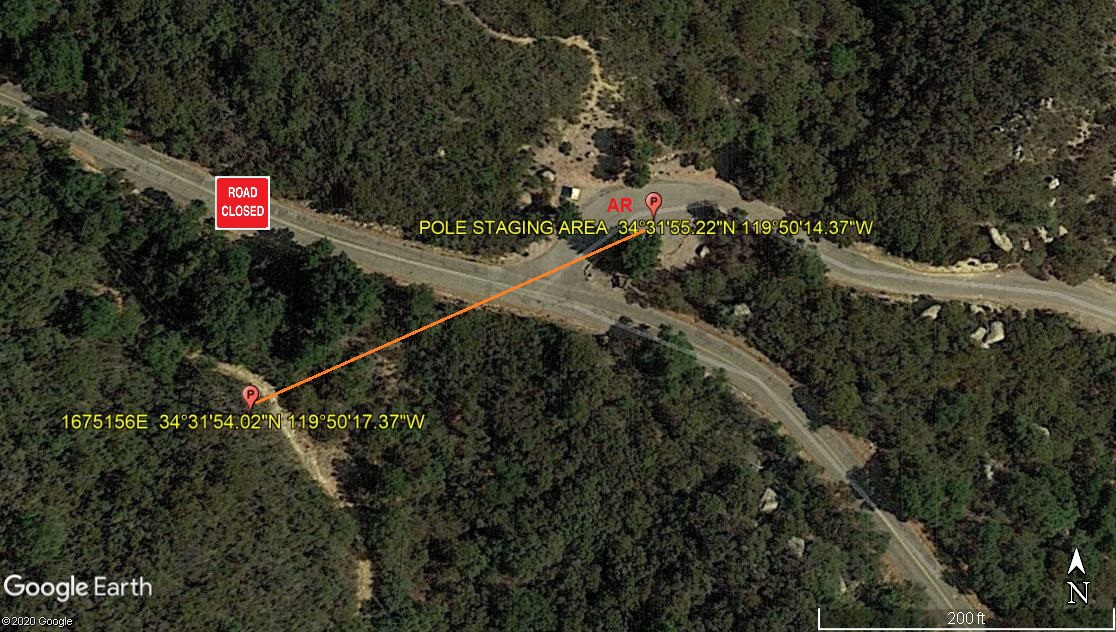 ROAD
CLOSED
AR
POLE STAGING AREA  34°31'55.22"N 119°50'14.37"W
1675156E  34°31'54.02"N 119°50'17.37"W
Google Earth
©2020 Google
N
200 ft
P
P